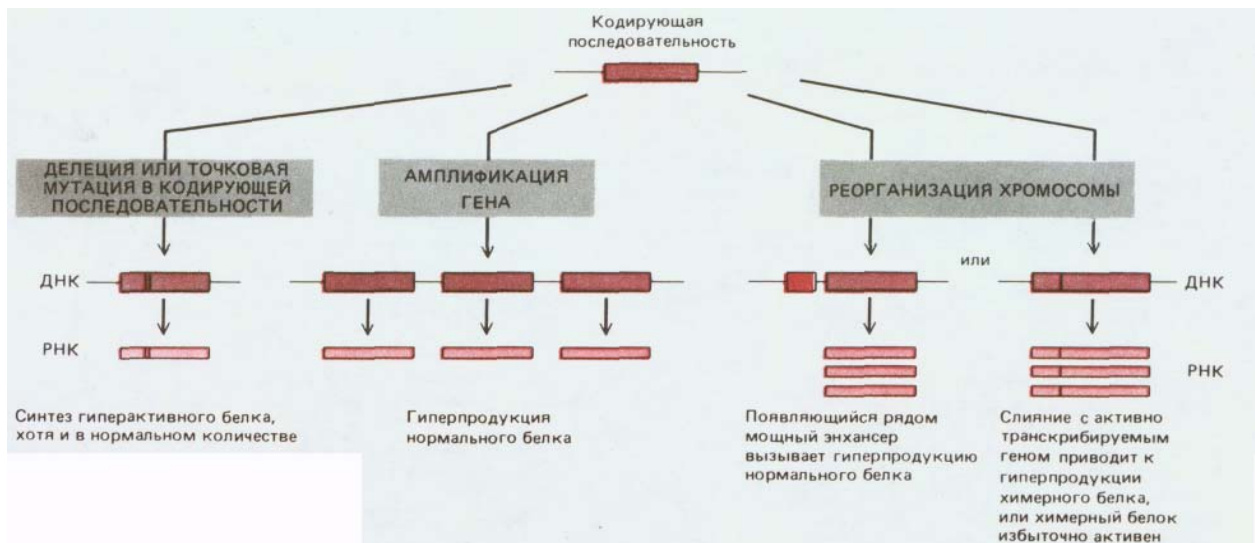 Кодирующая
последовательность
ДЕЛЕЦИЯ ИЛИ ТОЧКОВАЯ
МУТАЦИЯ В КОДИРУЮЩЕЙ
ПОСЛЕДОВАТЕЛЬНОСТИ
АМПЛИФИКАЦИЯ
ГЕНА
РЕОРГАНИЗАЦИЯ ХРОМОСОМЫ
ДНК
или
ДНК
РНК
РНК
Синтез гиперактивного белка,
хотя и в нормальном количестве
Гиперпродукция
нормального белка
Появляющийся рядом
мощный энхансер
вызывает гиперпродукцию
нормального белка
Слияние с активно
транскрибируемым
геном приводит к
гиперпродукции
химерного белка,
или химерный белок
избыточно активен